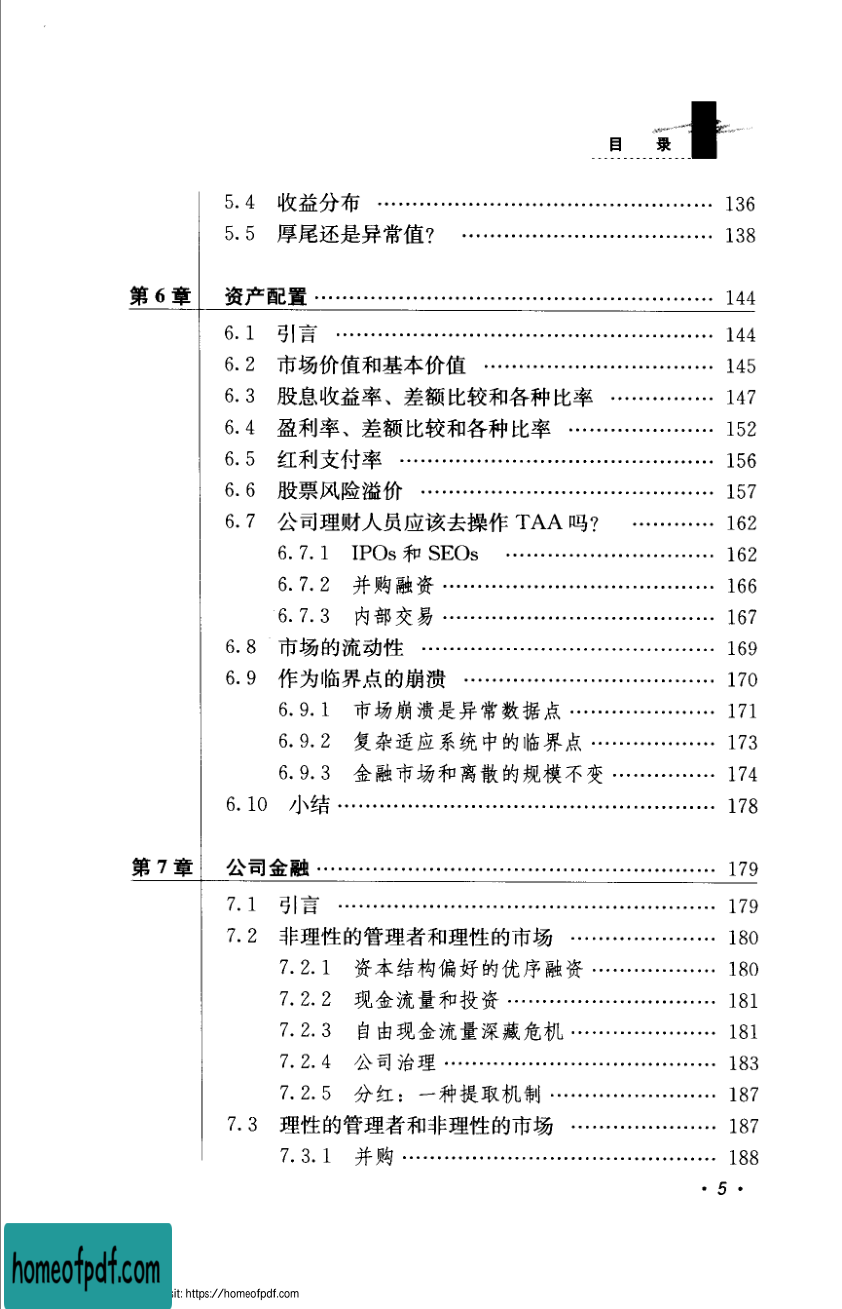 目 录
5.4 收益分布 …………………………………………… 136
5.5 厚尾还是异常值? ……………………………… 138
第 6 章 资产配置 ………………………………………………… 144
6.1 引言 ……………………………………………… 144
6.2 市场价值和基本价值 …………………………… 145
6.3 股息收益率、差额比较和各种比率 …………… 147
6.4 盈利率、差额比较和各种比率 ………………… 152
6.5 红利支付率 ……………………………………… 156
6.6 股票风险溢价 …………………………………… 157
6.7 公司理财人员应该去操作 TAA 吗? ………… 162
6.7.1 IPOs 和 SEOs ………………………… 162
6.7.2 并购融资 ………………………………… 166
6.7.3 内部交易 ………………………………… 167
6.8 市场的流动性 …………………………………… 169
6.9 作为临界点的崩溃 ……………………………… 170
6.9.1 市场崩溃是异常数据点 ………………… 171
6.9.2 复杂适应系统中的临界点 ……………… 173
6.9.3 金融市场和离散的规模不变 …………… 174
6.10 小结 ……………………………………………… 178
第 7 章 公司金融 ………………………………………………… 179
7.1 引言 ……………………………………………… 179
7.2 非理性的管理者和理性的市场 ………………… 180
7.2.1 资本结构偏好的优序融资 ……………… 180
7.2.2 现金流量和投资 ………………………… 181
7.2.3 自由现金流量深藏危机 ………………… 181
7.2.4 公司治理 ………………………………… 183
7.2.5 分红:一种提取机制 …………………… 187
7.3 理性的管理者和非理性的市场 ………………… 187
7.3.1 并购 ……………………………………… 188
· 5 ·
homeofpdf.com
sit: https://homeofpdf.com